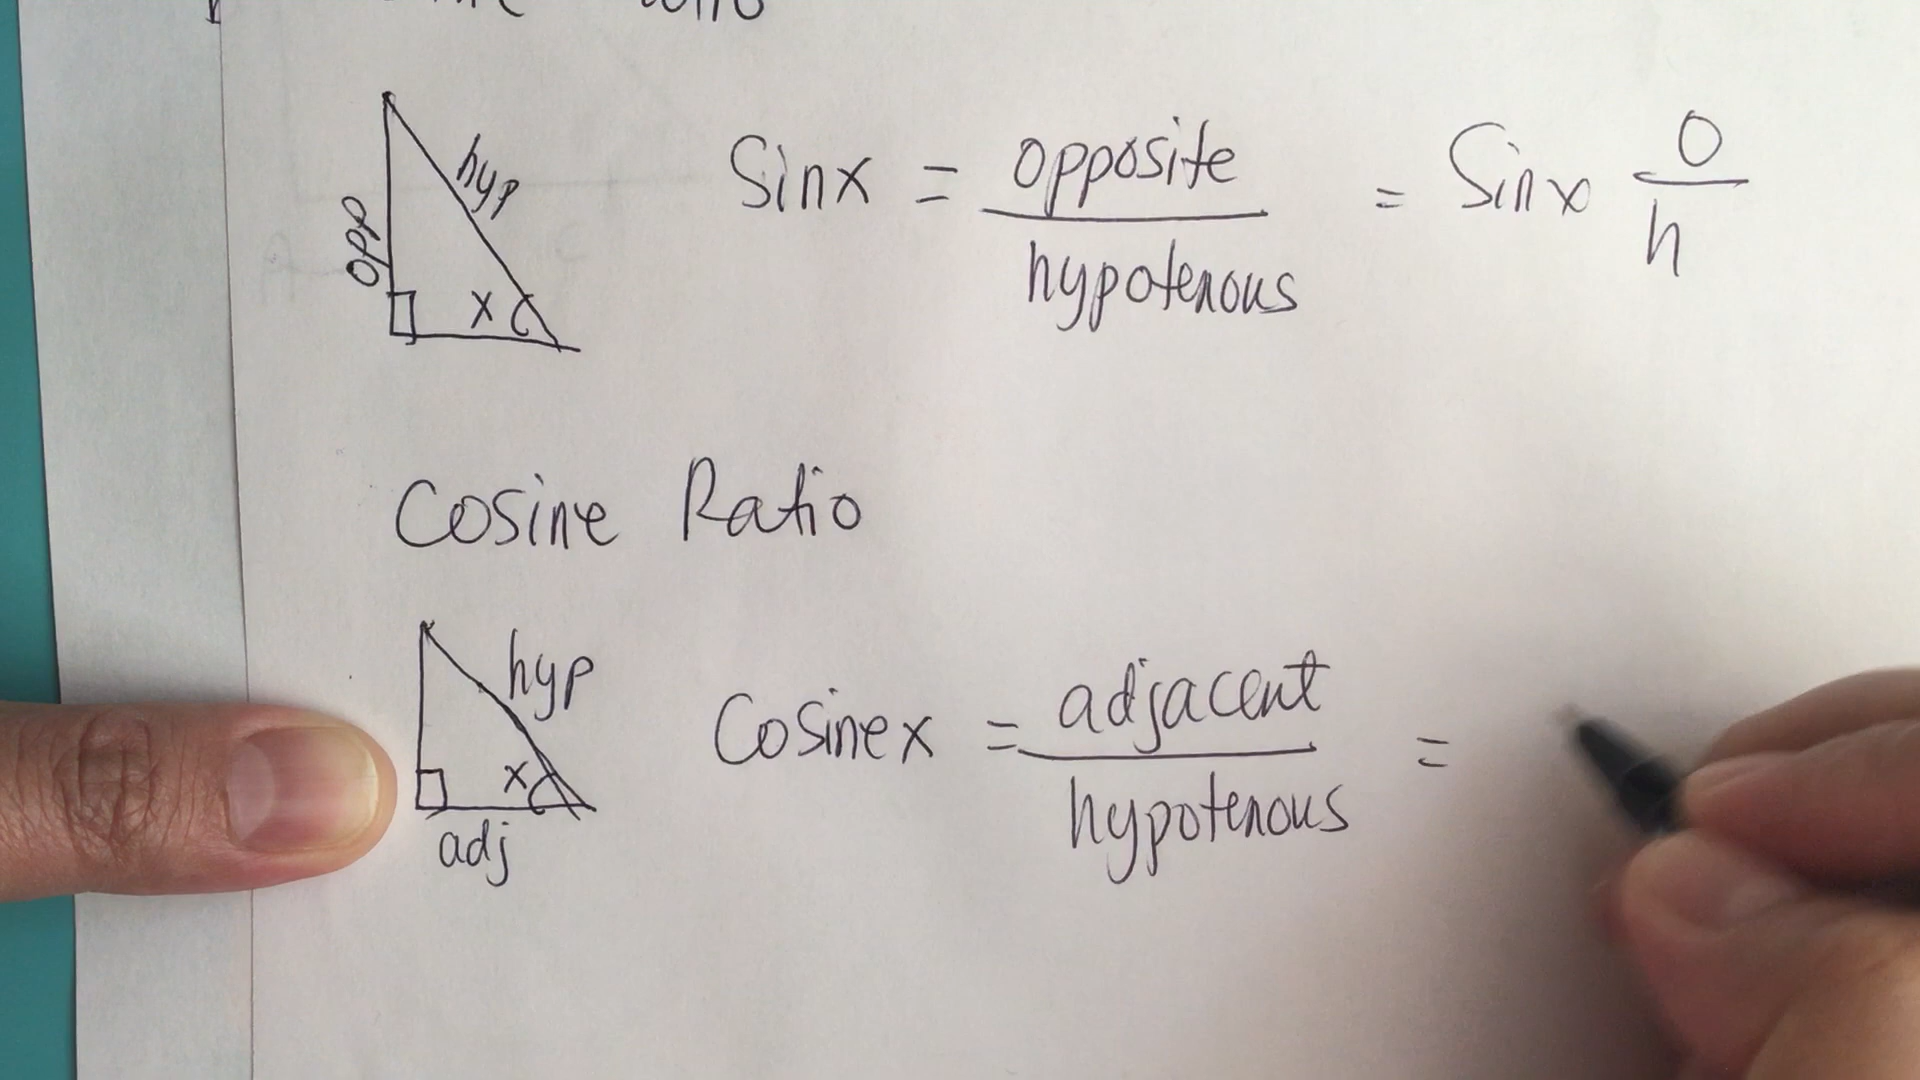 hyp
opp
x
Sinx = opposite / hypotenous = Sinx o / h
Cosine Ratio
hyp
x
adj
Cosinex = adjacent / hypotenous =